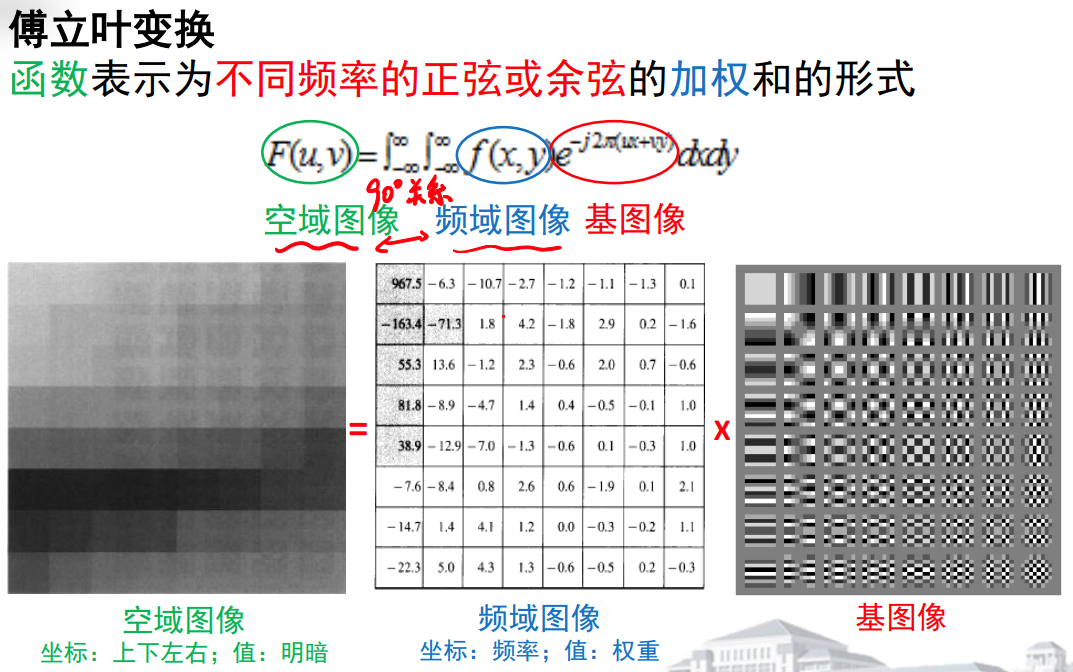 傅立叶变换
函数表示为不同频率的正弦或余弦的加权和的形式
F(u,v)=∫_{-∞}^{∞}∫_{-∞}^{∞}f(x,y)e^{-j2π(ux+vy)}dxdy
90°关系
空域图像 频域图像 基图像
967.5 −6.3 −10.7 −2.7 −1.2 −1.1 −1.3 0.1
−163.4 −71.3 1.8 4.2 −1.8 2.9 0.2 −1.6
55.3 13.6 −1.2 2.3 −0.6 2.0 0.7 −0.6
81.8 −8.9 −4.7 1.4 0.4 −0.5 −0.1 1.0
= X
38.9 −12.9 −7.0 −1.3 −0.6 0.1 −0.3 1.0
−7.6 −8.4 0.8 2.6 0.6 −1.9 0.1 2.1
−14.7 1.4 4.1 1.2 0.0 −0.3 −0.2 1.1
−22.3 5.0 4.3 1.3 −0.6 −0.5 0.2 −0.3
空域图像 频域图像 基图像
坐标：上下左右；值：明暗 坐标：频率；值：权重